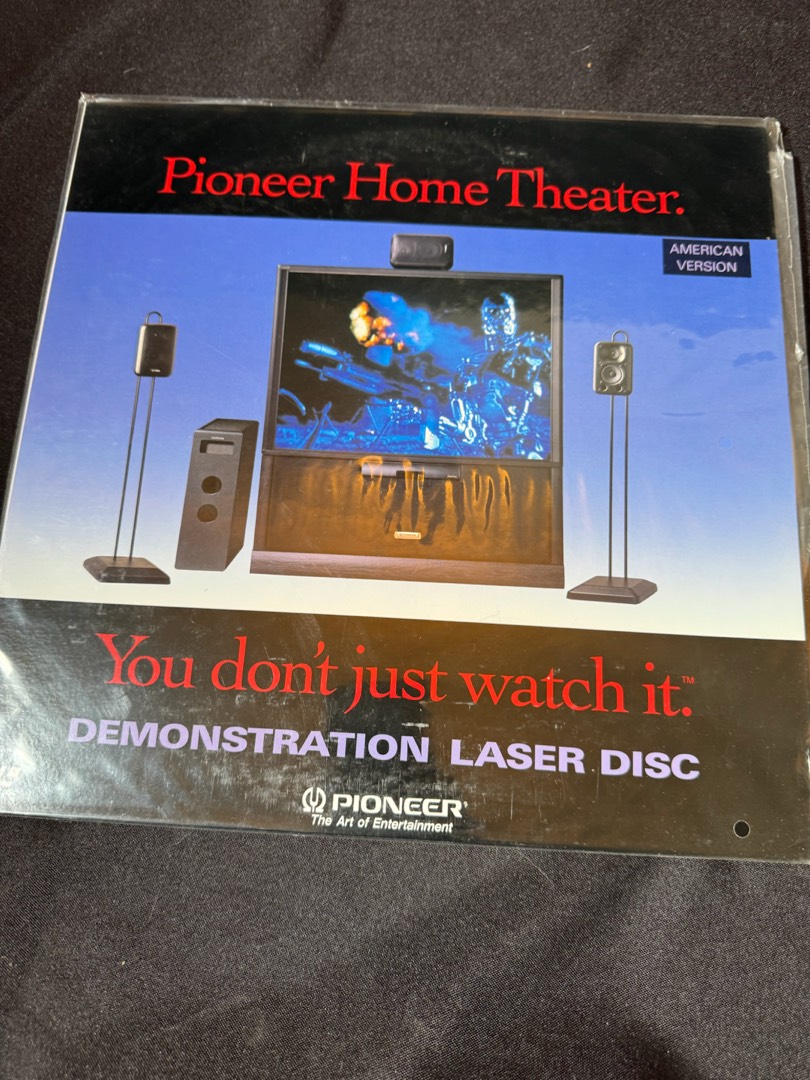 Pioneer Home Theater.
AMERICAN
VERSION
You don't just watch it.™
DEMONSTRATION LASER DISC
PIONEER®
The Art of Entertainment